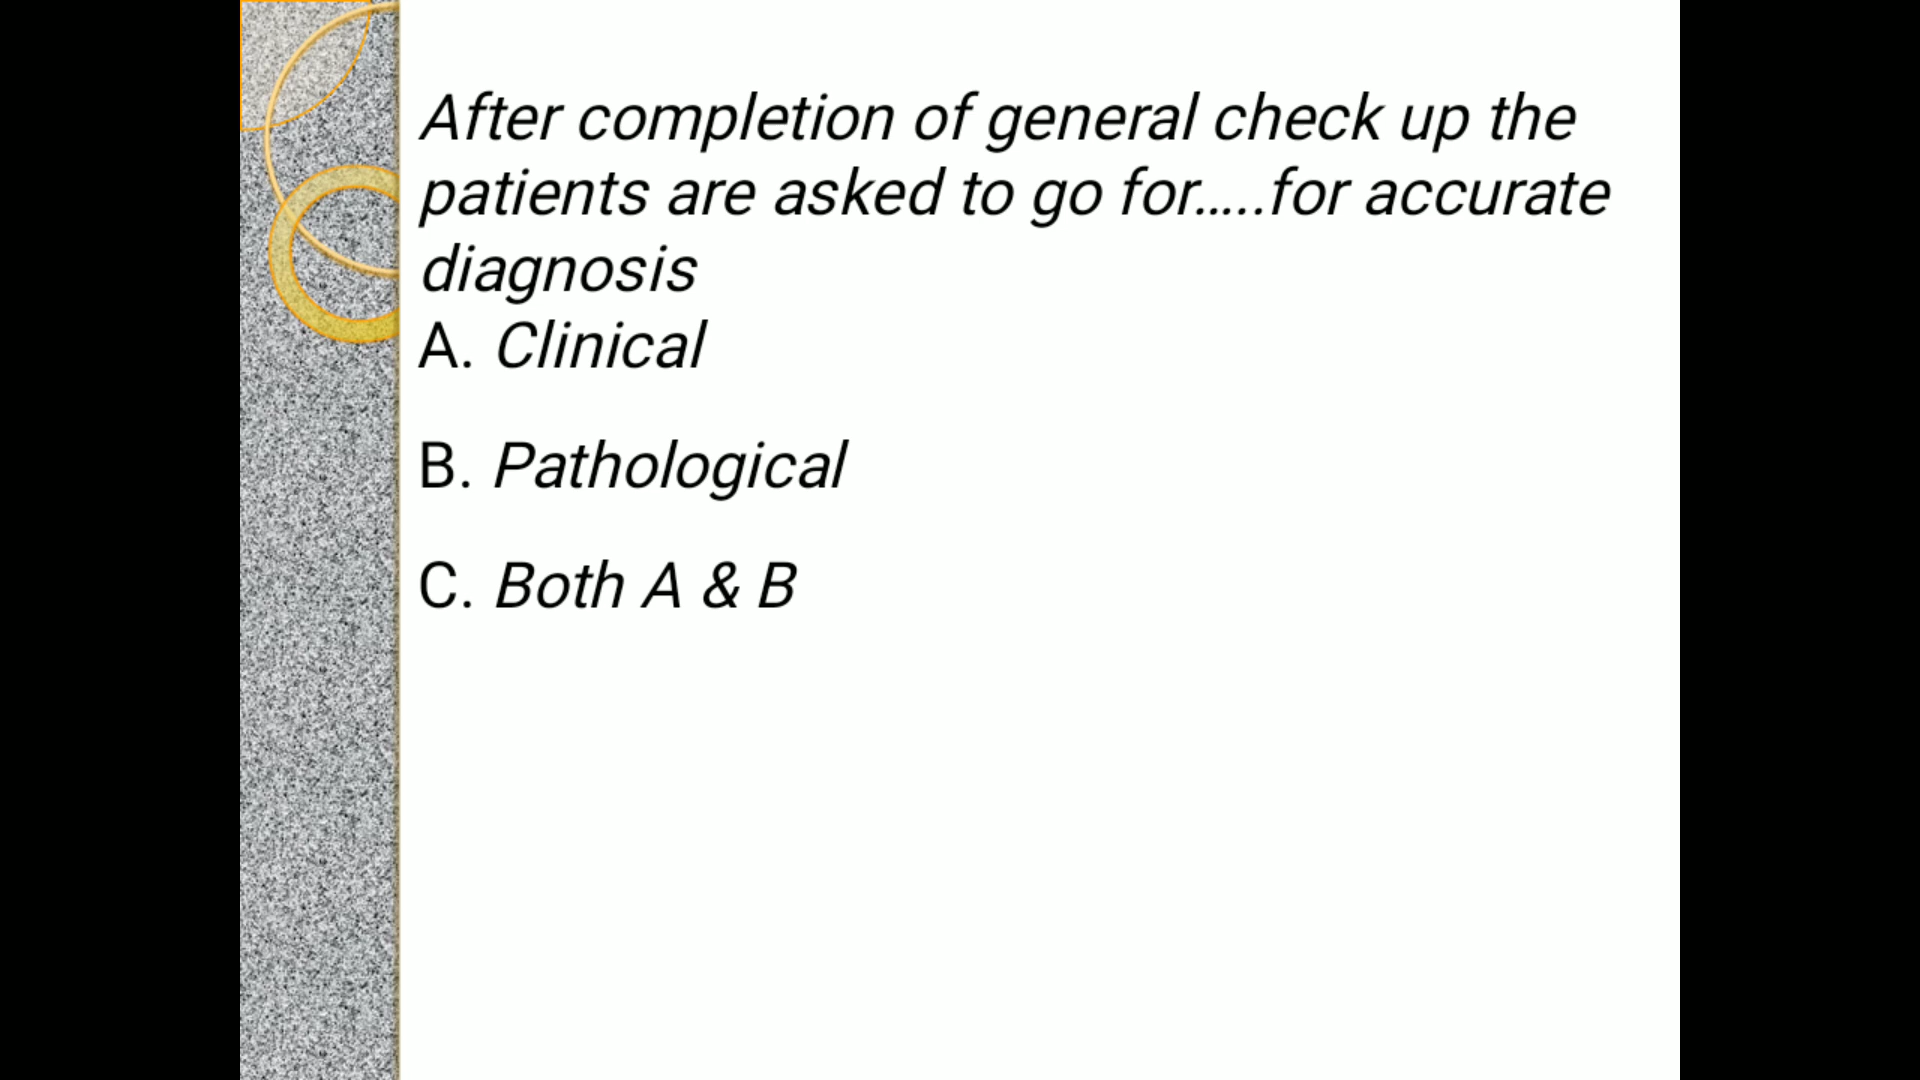 After completion of general check up the
patients are asked to go for.....for accurate
diagnosis
A. Clinical
B. Pathological
C. Both A & B